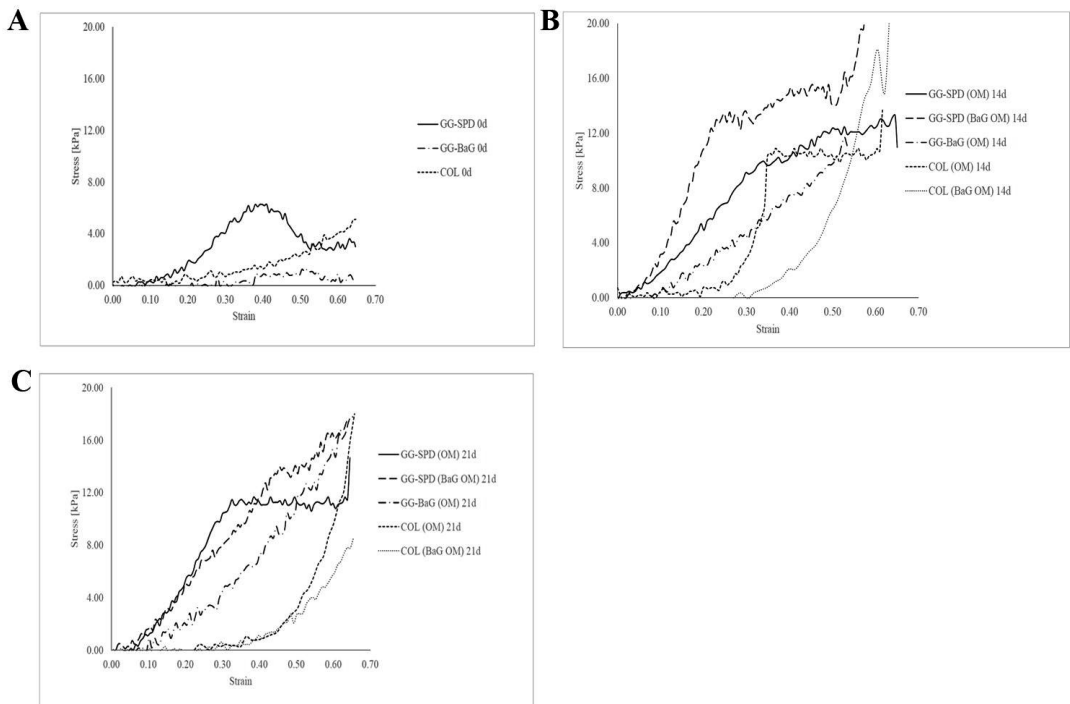 A
20.00
16.00
12.00
8.00
4.00
0.00
Stress [kPa]
0.00 0.10 0.20 0.30 0.40 0.50 0.60 0.70
Strain
GG-SPD 0d
GG-BaG 0d
COL 0d
B
20.00
16.00
12.00
8.00
4.00
0.00
Stress [kPa]
0.00 0.10 0.20 0.30 0.40 0.50 0.60 0.70
Strain
GG-SPD (OM) 14d
GG-SPD (BaG OM) 14d
GG-BaG (OM) 14d
COL (OM) 14d
COL (BaG OM) 14d
C
20.00
16.00
12.00
8.00
4.00
0.00
Stress [kPa]
0.00 0.10 0.20 0.30 0.40 0.50 0.60 0.70
Strain
GG-SPD (OM) 21d
GG-SPD (BaG OM) 21d
GG-BaG (OM) 21d
COL (OM) 21d
COL (BaG OM) 21d